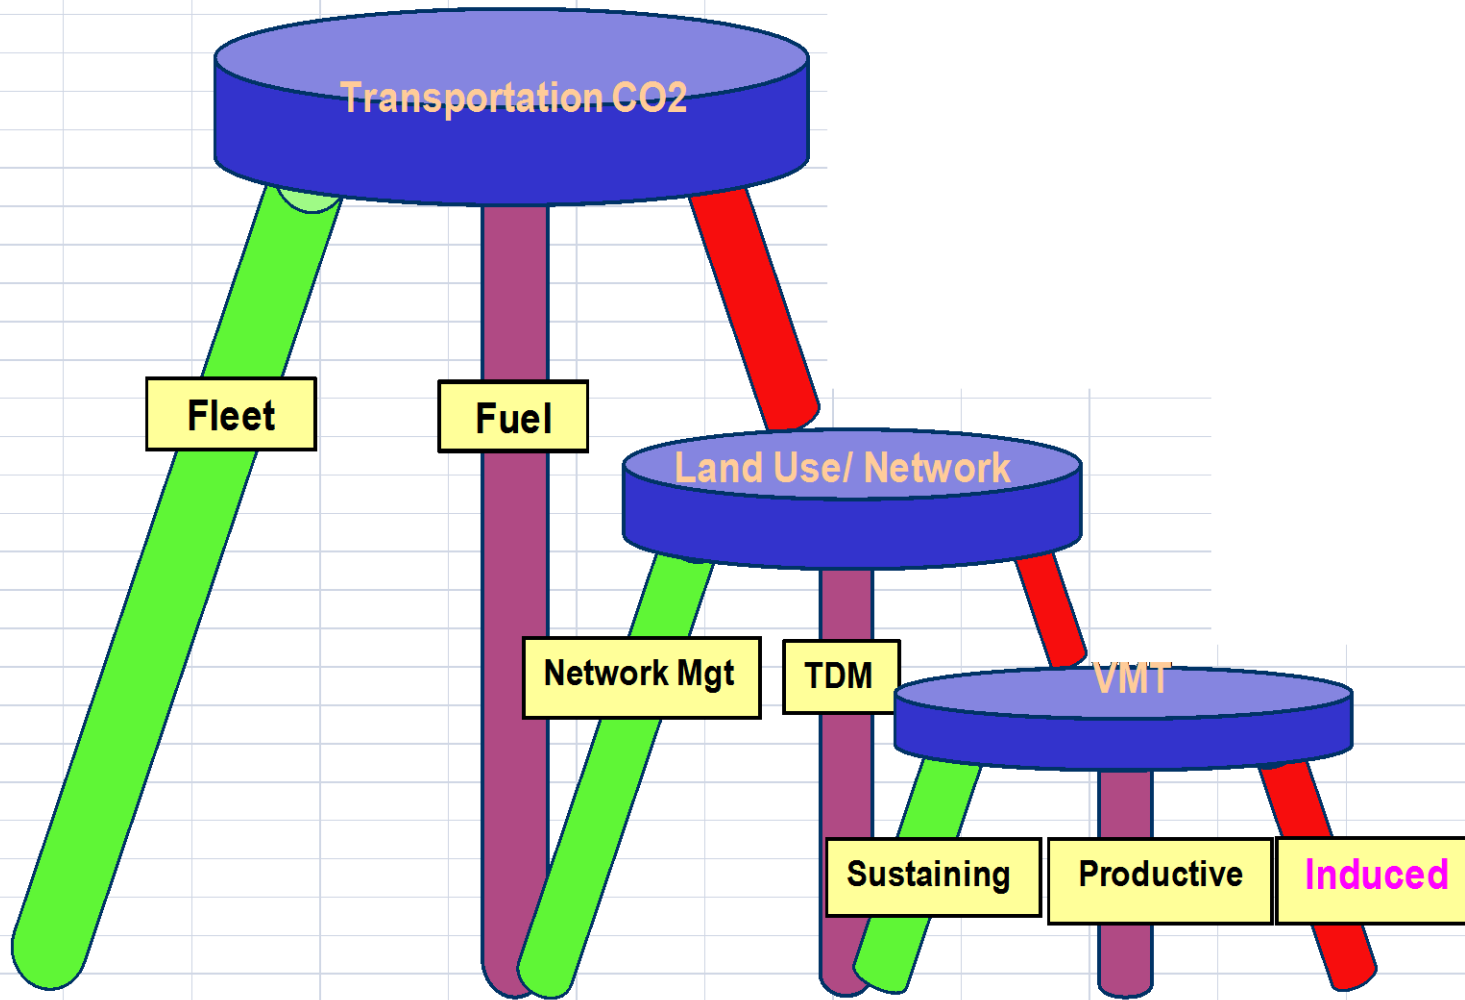 Transportation CO2
Fleet
Fuel
Land Use/ Network
Network Mgt
TDM
VMT
Sustaining
Productive
Induced